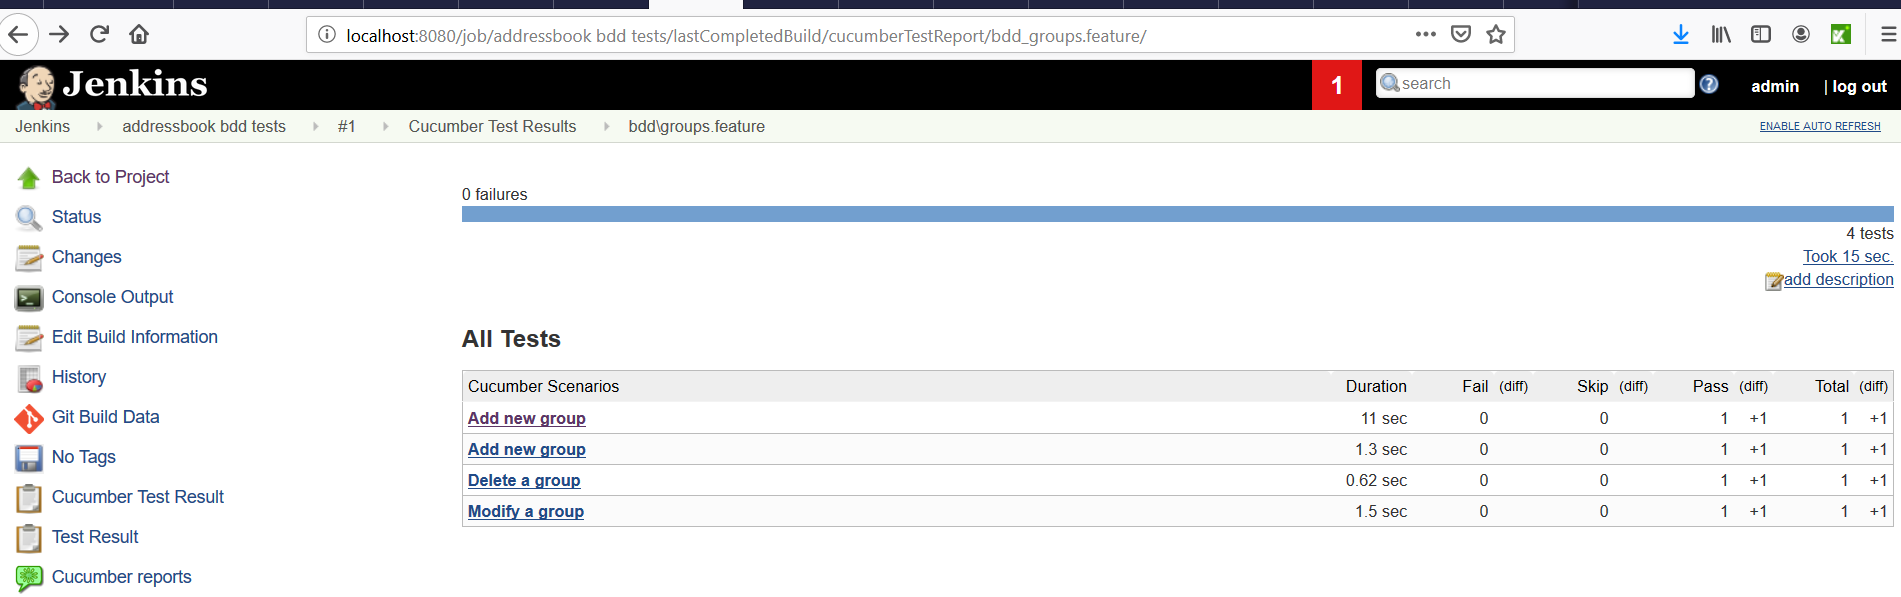 localhost:8080/job/addressbook bdd tests/lastCompletedBuild/cucumberTestReport/bdd_groups.feature/
Jenkins 1 search admin | log out
Jenkins addressbook bdd tests #1 Cucumber Test Results bdd\groups.feature ENABLE AUTO REFRESH
Back to Project
Status
Changes
Console Output
Edit Build Information
History
Git Build Data
No Tags
Cucumber Test Result
Test Result
Cucumber reports
0 failures
4 tests
Took 15 sec.
add description
All Tests
Cucumber Scenarios Duration Fail (diff) Skip (diff) Pass (diff) Total (diff)
Add new group 11 sec 0 0 1 +1 1 +1
Add new group 1.3 sec 0 0 1 +1 1 +1
Delete a group 0.62 sec 0 0 1 +1 1 +1
Modify a group 1.5 sec 0 0 1 +1 1 +1